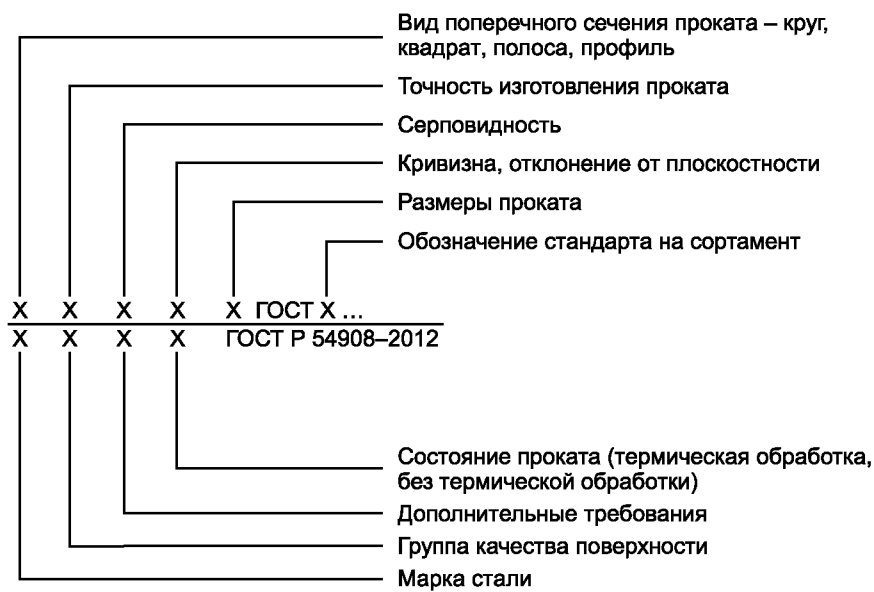 Вид поперечного сечения проката – круг,
квадрат, полоса, профиль
Точность изготовления проката
Серповидность
Кривизна, отклонение от плоскостности
Размеры проката
Обозначение стандарта на сортамент
Х Х Х Х Х ГОСТ Х ...
Х Х Х Х ГОСТ Р 54908–2012
Состояние проката (термическая обработка,
без термической обработки)
Дополнительные требования
Группа качества поверхности
Марка стали